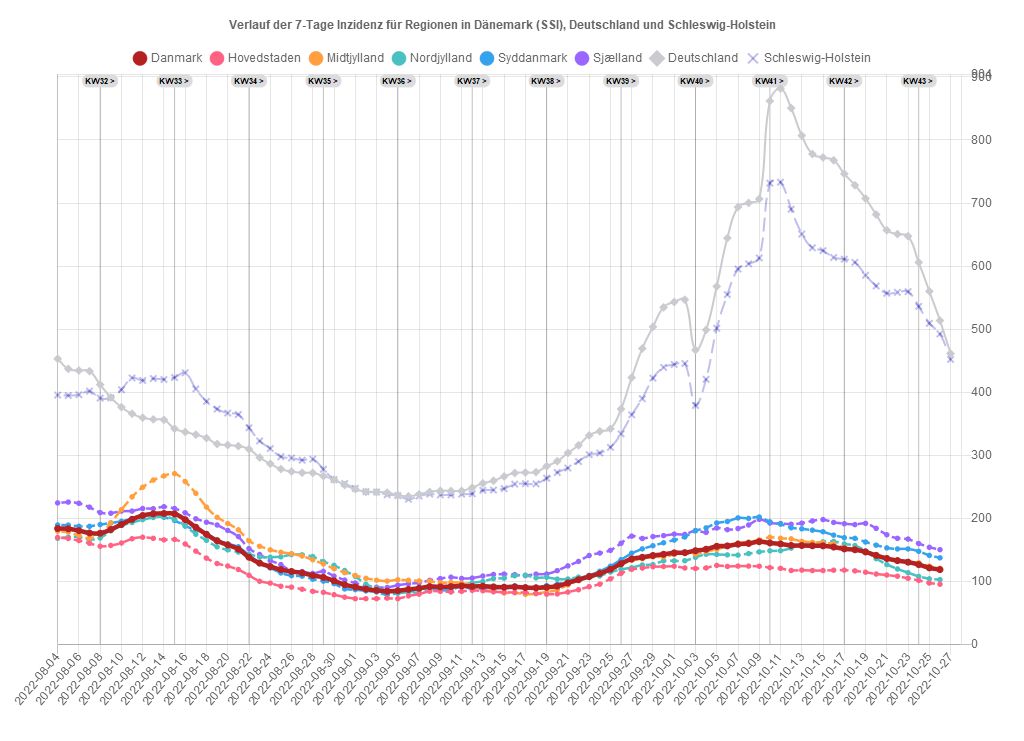 Verlauf der 7-Tage Inzidenz für Regionen in Dänemark (SSI), Deutschland und Schleswig-Holstein
Danmark Hovedstaden Midtjylland Nordjylland Syddanmark Sjælland Deutschland Schleswig-Holstein
KW32 > KW33 > KW34 > KW35 > KW36 > KW37 > KW38 > KW39 > KW40 > KW41 > KW42 > KW43 >
904
900
800
700
600
500
400
300
200
100
0
2022-08-04 2022-08-06 2022-08-08 2022-08-10 2022-08-12 2022-08-14 2022-08-16 2022-08-18 2022-08-20 2022-08-22 2022-08-24 2022-08-26 2022-08-28 2022-08-30 2022-09-01 2022-09-03 2022-09-05 2022-09-07 2022-09-09 2022-09-11 2022-09-13 2022-09-15 2022-09-17 2022-09-19 2022-09-21 2022-09-23 2022-09-25 2022-09-27 2022-09-29 2022-10-01 2022-10-03 2022-10-05 2022-10-07 2022-10-09 2022-10-11 2022-10-13 2022-10-15 2022-10-17 2022-10-19 2022-10-21 2022-10-23 2022-10-25 2022-10-27